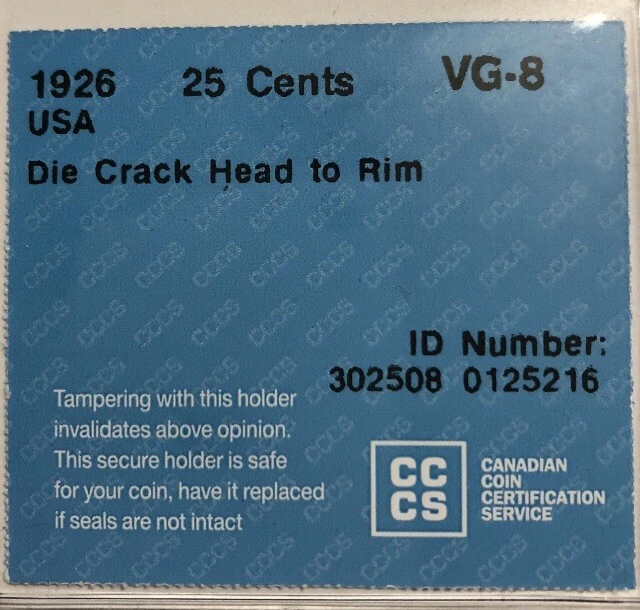 1926 25 Cents VG-8
USA
Die Crack Head to Rim
ID Number:
302508 0125216
Tampering with this holder
invalidates above opinion.
This secure holder is safe
for your coin, have it replaced
if seals are not intact
CC
CS
CANADIAN
COIN
CERTIFICATION
SERVICE